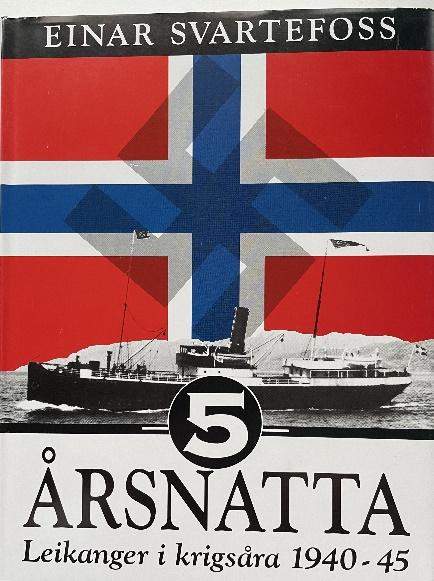 EINAR SVARTEFOSS
5
ÅRSNATTA
Leikanger i krigsåra 1940-45